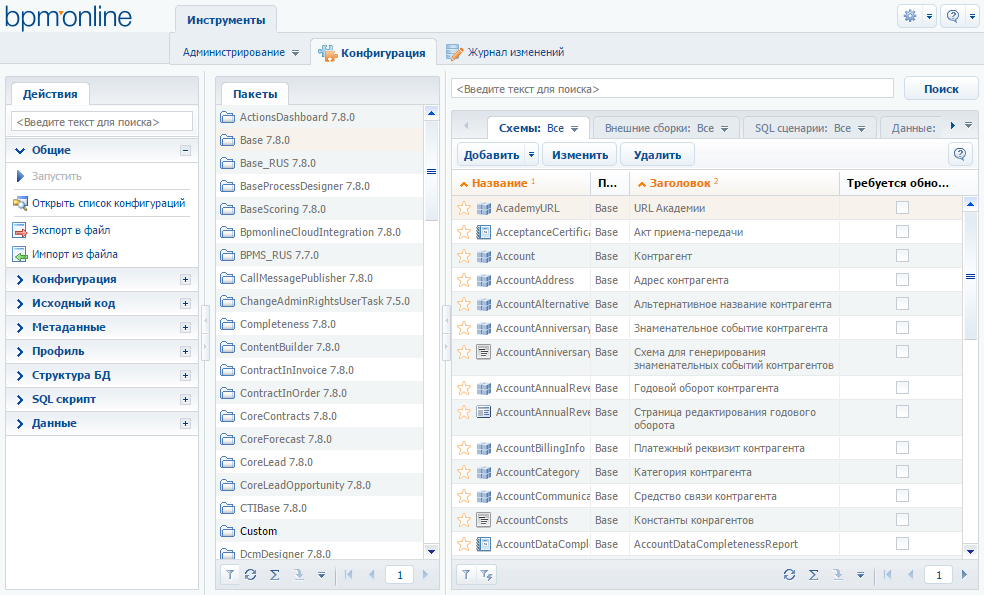 bpmonline
Инструменты
Администрирование
Конфигурация
Журнал изменений
Действия
<Введите текст для поиска>
Общие
Запустить
Открыть список конфигураций
Экспорт в файл
Импорт из файла
Конфигурация
Исходный код
Метаданные
Профиль
Структура БД
SQL скрипт
Данные
Пакеты
ActionsDashboard 7.8.0
Base 7.8.0
Base_RUS 7.8.0
BaseProcessDesigner 7.8.0
BaseScoring 7.8.0
BpmonlineCloudIntegration 7.8.0
BPMS_RUS 7.7.0
CallMessagePublisher 7.8.0
ChangeAdminRightsUserTask 7.5.0
Completeness 7.8.0
ContentBuilder 7.8.0
ContractInInvoice 7.8.0
ContractInOrder 7.8.0
CoreContracts 7.8.0
CoreForecast 7.8.0
CoreLead 7.8.0
CoreLeadOpportunity 7.8.0
CTIBase 7.8.0
Custom
DcmDesigner 7.8.0
1
<Введите текст для поиска>
Поиск
Схемы: Все
Внешние сборки: Все
SQL сценарии: Все
Данные:
Добавить
Изменить
Удалить
Название 1 П... Заголовок 2 Требуется обно...
AcademyURL Base URL Академии
AcceptanceCertifica Base Акт приема-передачи
Account Base Контрагент
AccountAddress Base Адрес контрагента
AccountAlternative Base Альтернативное название контрагента
AccountAnniversary Base Знаменательное событие контрагента
AccountAnniversary Base Схема для генерирования
знаменательных событий контрагентов
AccountAnnualReve Base Годовой оборот контрагента
AccountAnnualReve Base Страница редактирования годового
оборота
AccountBillingInfo Base Платежный реквизит контрагента
AccountCategory Base Категория контрагента
AccountCommunica Base Средство связи контрагента
AccountConsts Base Константы конрагентов
AccountDataCompl Base AccountDataCompletenessReport
1